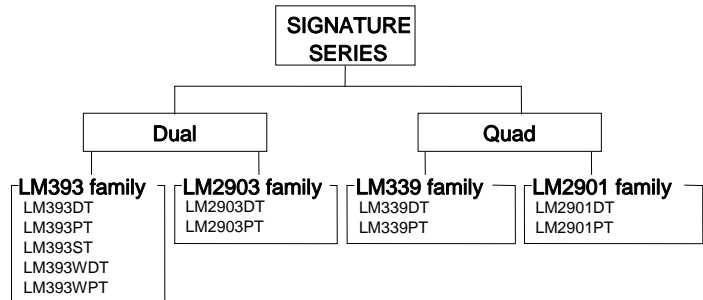 SIGNATURE
SERIES
Dual
Quad
LM393 family
LM393DT
LM393PT
LM393ST
LM393WDT
LM393WPT
LM2903 family
LM2903DT
LM2903PT
LM339 family
LM339DT
LM339PT
LM2901 family
LM2901DT
LM2901PT